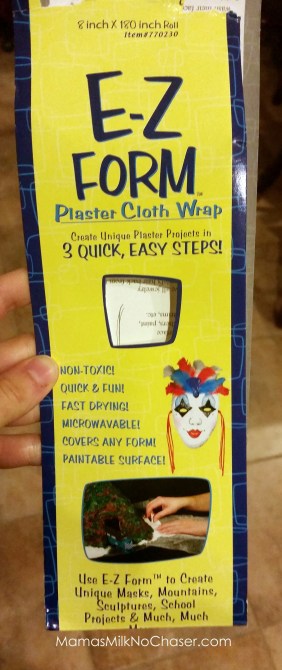 8 inch X 180 inch Roll
Item#770230
E-Z
FORM™
Plaster Cloth Wrap
Create Unique Plaster Projects in
3 QUICK, EASY STEPS!
NON-TOXIC!
QUICK & FUN!
FAST DRYING!
MICROWAVABLE!
COVERS ANY FORM!
PAINTABLE SURFACE!
Use E-Z Form™ to Create
Unique Masks, Mountains,
Sculptures, School
Projects & Much, Much
MamasMilkNoChaser.com